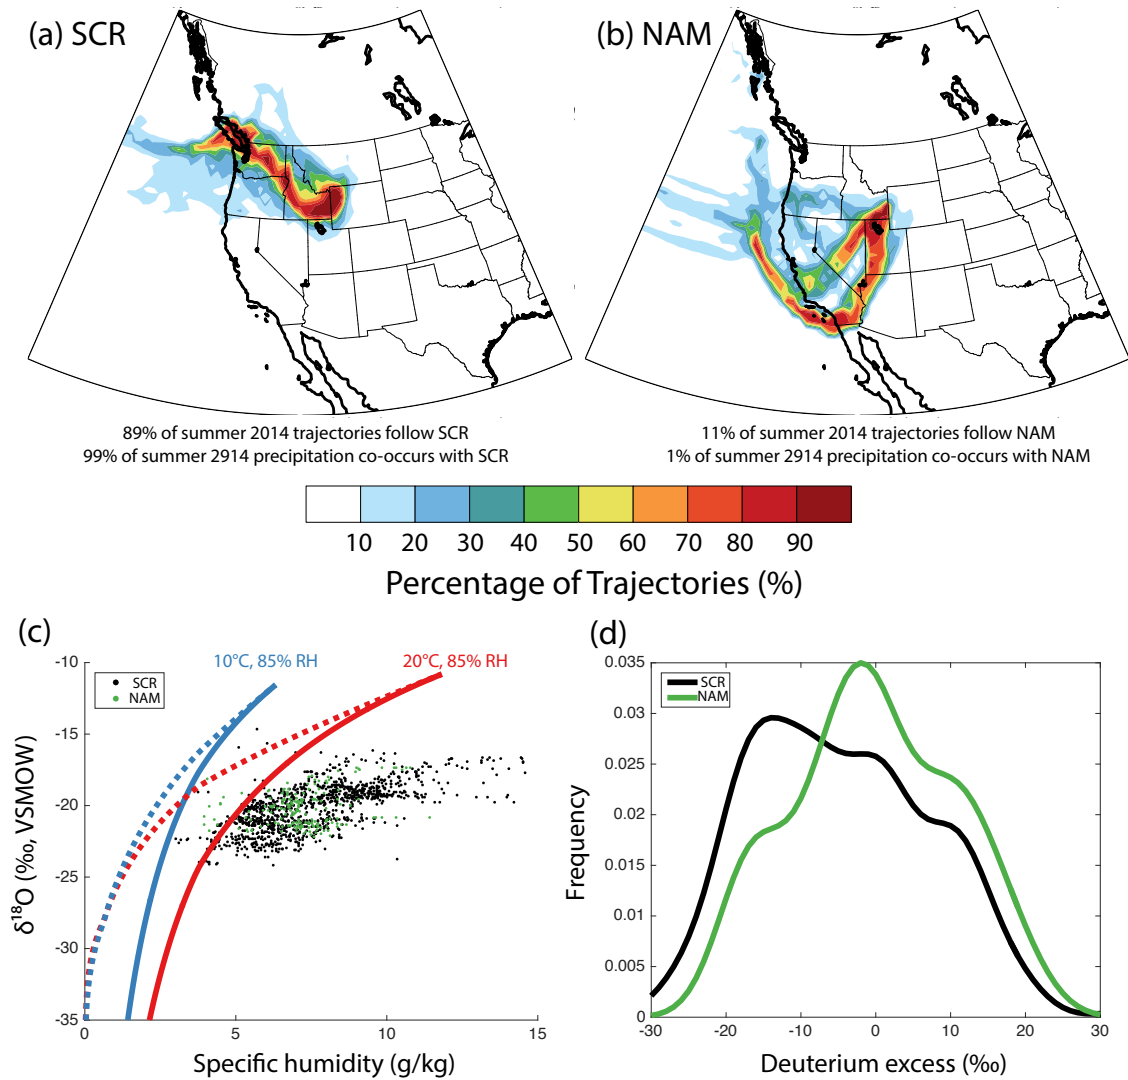 (a) SCR
(b) NAM
89% of summer 2014 trajectories follow SCR
99% of summer 2914 precipitation co-occurs with SCR
11% of summer 2014 trajectories follow NAM
1% of summer 2914 precipitation co-occurs with NAM
10 20 30 40 50 60 70 80 90
Percentage of Trajectories (%)
(c)
10°C, 85% RH
20°C, 85% RH
SCR
NAM
-10
-15
-20
-25
-30
-35
δ18O (‰, VSMOW)
0 5 10 15
Specific humidity (g/kg)
(d)
SCR
NAM
0.035
0.03
0.025
0.02
0.015
0.01
0.005
0
Frequency
-30 -20 -10 0 10 20 30
Deuterium excess (‰)